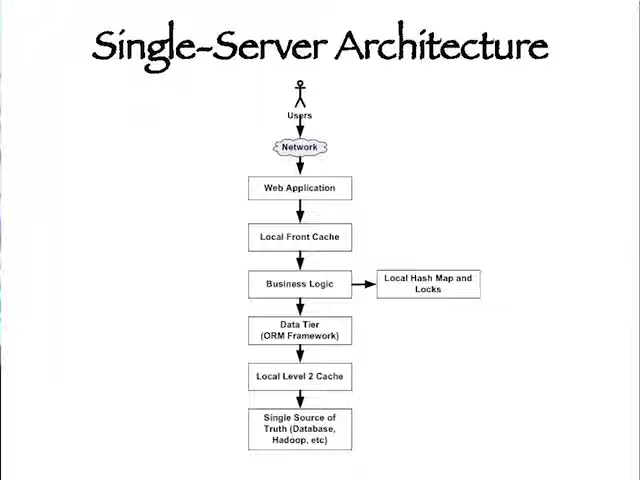 Single-Server Architecture
Users
Network
Web Application
Local Front Cache
Business Logic
Local Hash Map and
Locks
Data Tier
(ORM Framework)
Local Level 2 Cache
Single Source of
Truth (Database,
Hadoop, etc)